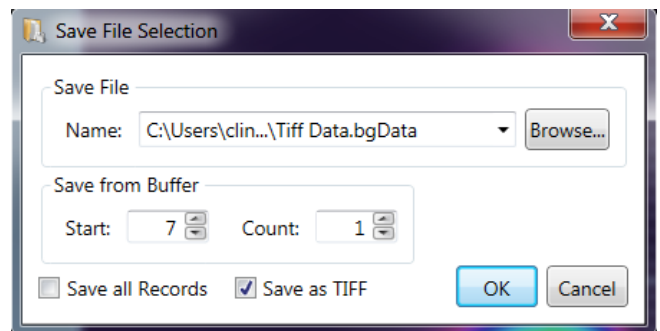 Save File Selection
Save File
Name: C:\Users\clin...\Tiff Data.bgData Browse...
Save from Buffer
Start: 7 Count: 1
Save all Records Save as TIFF OK Cancel